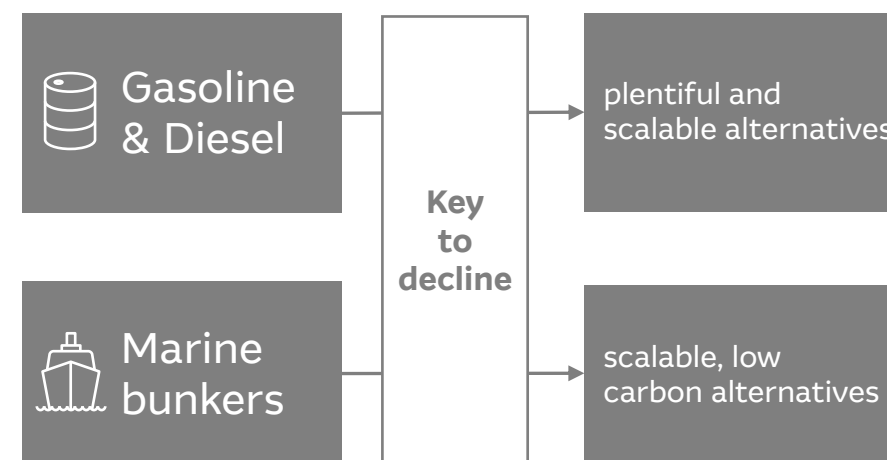 Gasoline
& Diesel
Key
to
decline
plentiful and
scalable alternatives
Marine
bunkers
scalable, low
carbon alternatives